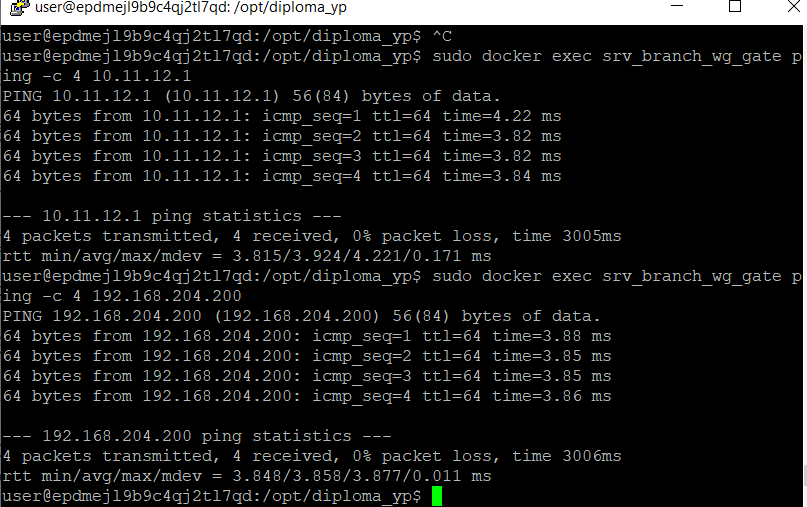 user@epdmejl9b9c4qj2tl7qd: /opt/diploma_yp
user@epdmejl9b9c4qj2tl7qd:/opt/diploma_yp$ ^C
user@epdmejl9b9c4qj2tl7qd:/opt/diploma_yp$ sudo docker exec srv_branch_wg_gate p
ing -c 4 10.11.12.1
PING 10.11.12.1 (10.11.12.1) 56(84) bytes of data.
64 bytes from 10.11.12.1: icmp_seq=1 ttl=64 time=4.22 ms
64 bytes from 10.11.12.1: icmp_seq=2 ttl=64 time=3.82 ms
64 bytes from 10.11.12.1: icmp_seq=3 ttl=64 time=3.82 ms
64 bytes from 10.11.12.1: icmp_seq=4 ttl=64 time=3.84 ms
--- 10.11.12.1 ping statistics ---
4 packets transmitted, 4 received, 0% packet loss, time 3005ms
rtt min/avg/max/mdev = 3.815/3.924/4.221/0.171 ms
user@epdmejl9b9c4qj2tl7qd:/opt/diploma_yp$ sudo docker exec srv_branch_wg_gate p
ing -c 4 192.168.204.200
PING 192.168.204.200 (192.168.204.200) 56(84) bytes of data.
64 bytes from 192.168.204.200: icmp_seq=1 ttl=64 time=3.88 ms
64 bytes from 192.168.204.200: icmp_seq=2 ttl=64 time=3.85 ms
64 bytes from 192.168.204.200: icmp_seq=3 ttl=64 time=3.85 ms
64 bytes from 192.168.204.200: icmp_seq=4 ttl=64 time=3.86 ms
--- 192.168.204.200 ping statistics ---
4 packets transmitted, 4 received, 0% packet loss, time 3006ms
rtt min/avg/max/mdev = 3.848/3.858/3.877/0.011 ms
user@epdmejl9b9c4qj2tl7qd:/opt/diploma_yp$